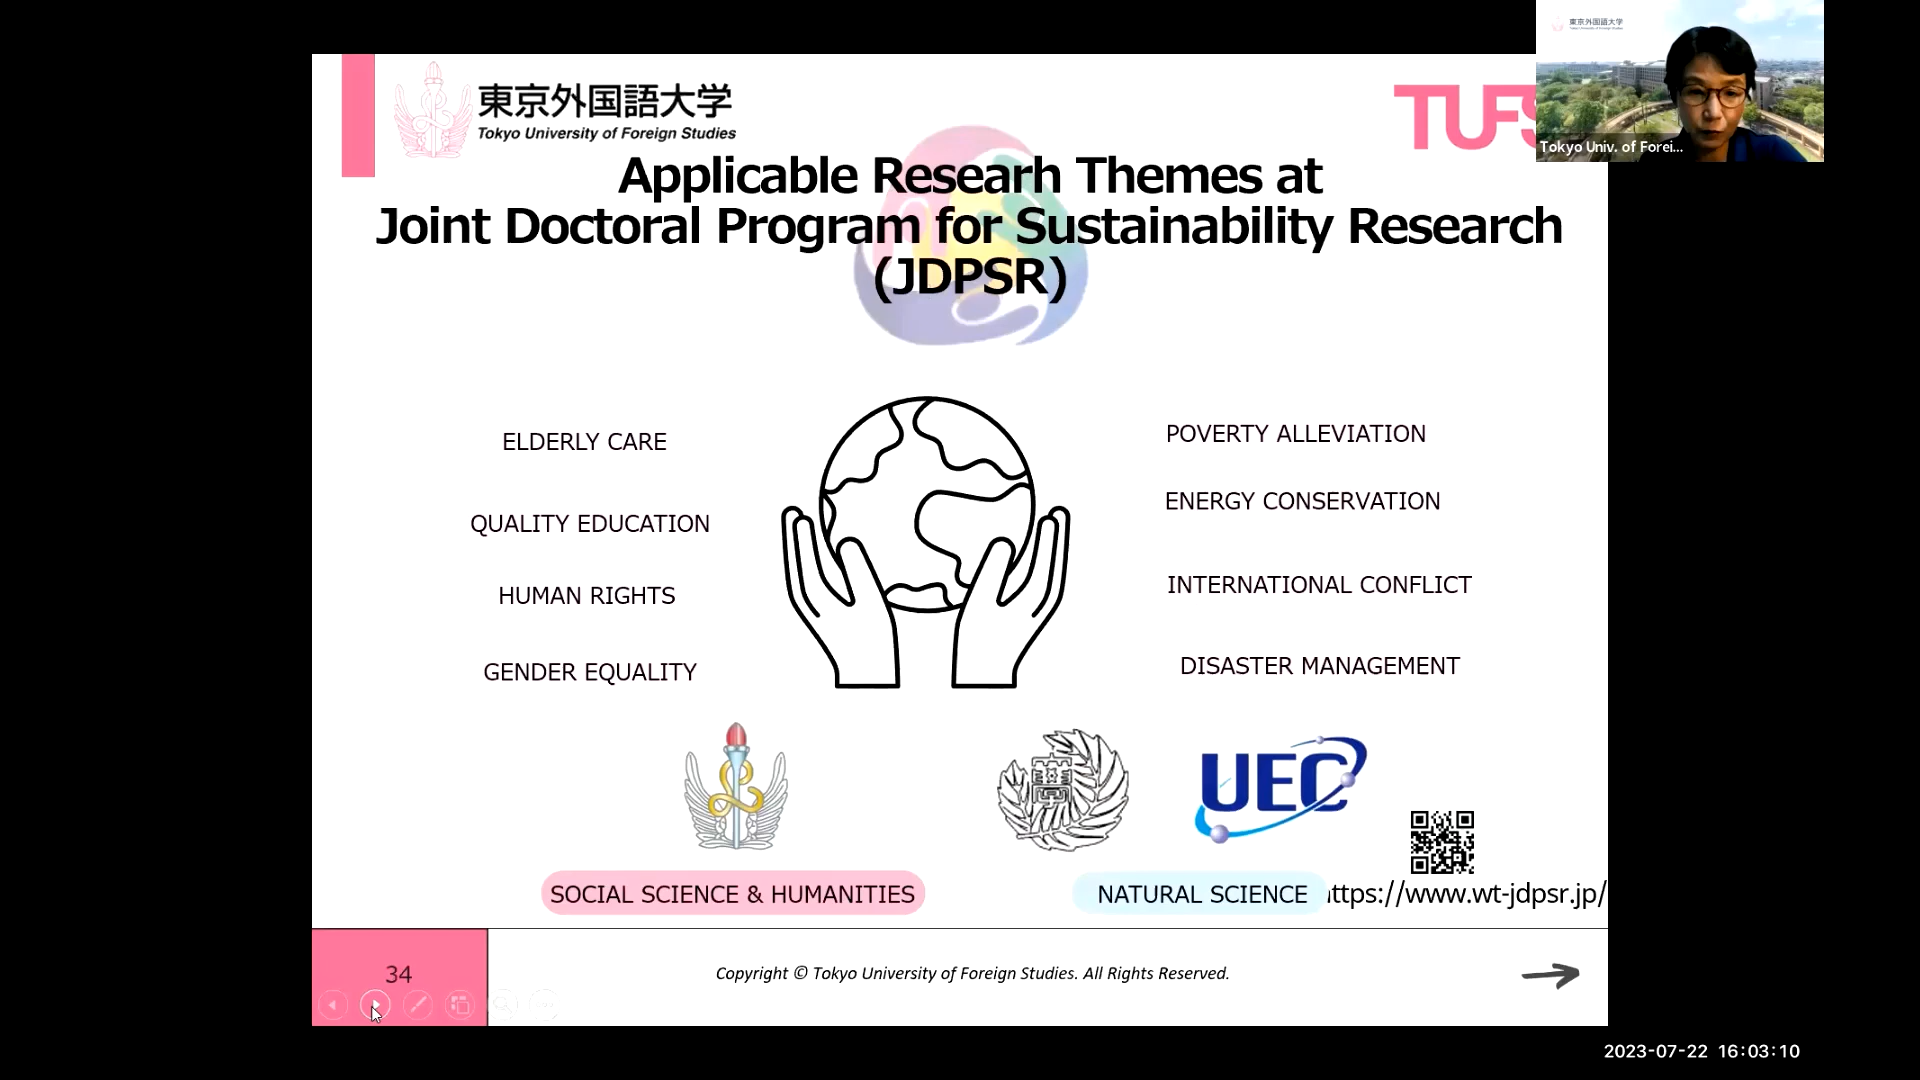 東京外国語大学
Tokyo University of Foreign Studies
TUFS
東京外国語大学
Tokyo Univ. of Forei...
Applicable Researh Themes at
Joint Doctoral Program for Sustainability Research
(JDPSR)
ELDERLY CARE
QUALITY EDUCATION
HUMAN RIGHTS
GENDER EQUALITY
POVERTY ALLEVIATION
ENERGY CONSERVATION
INTERNATIONAL CONFLICT
DISASTER MANAGEMENT
UEC
SOCIAL SCIENCE & HUMANITIES
NATURAL SCIENCE
ttps://www.wt-jdpsr.jp/
34
Copyright © Tokyo University of Foreign Studies. All Rights Reserved.
2023-07-22 16:03:10